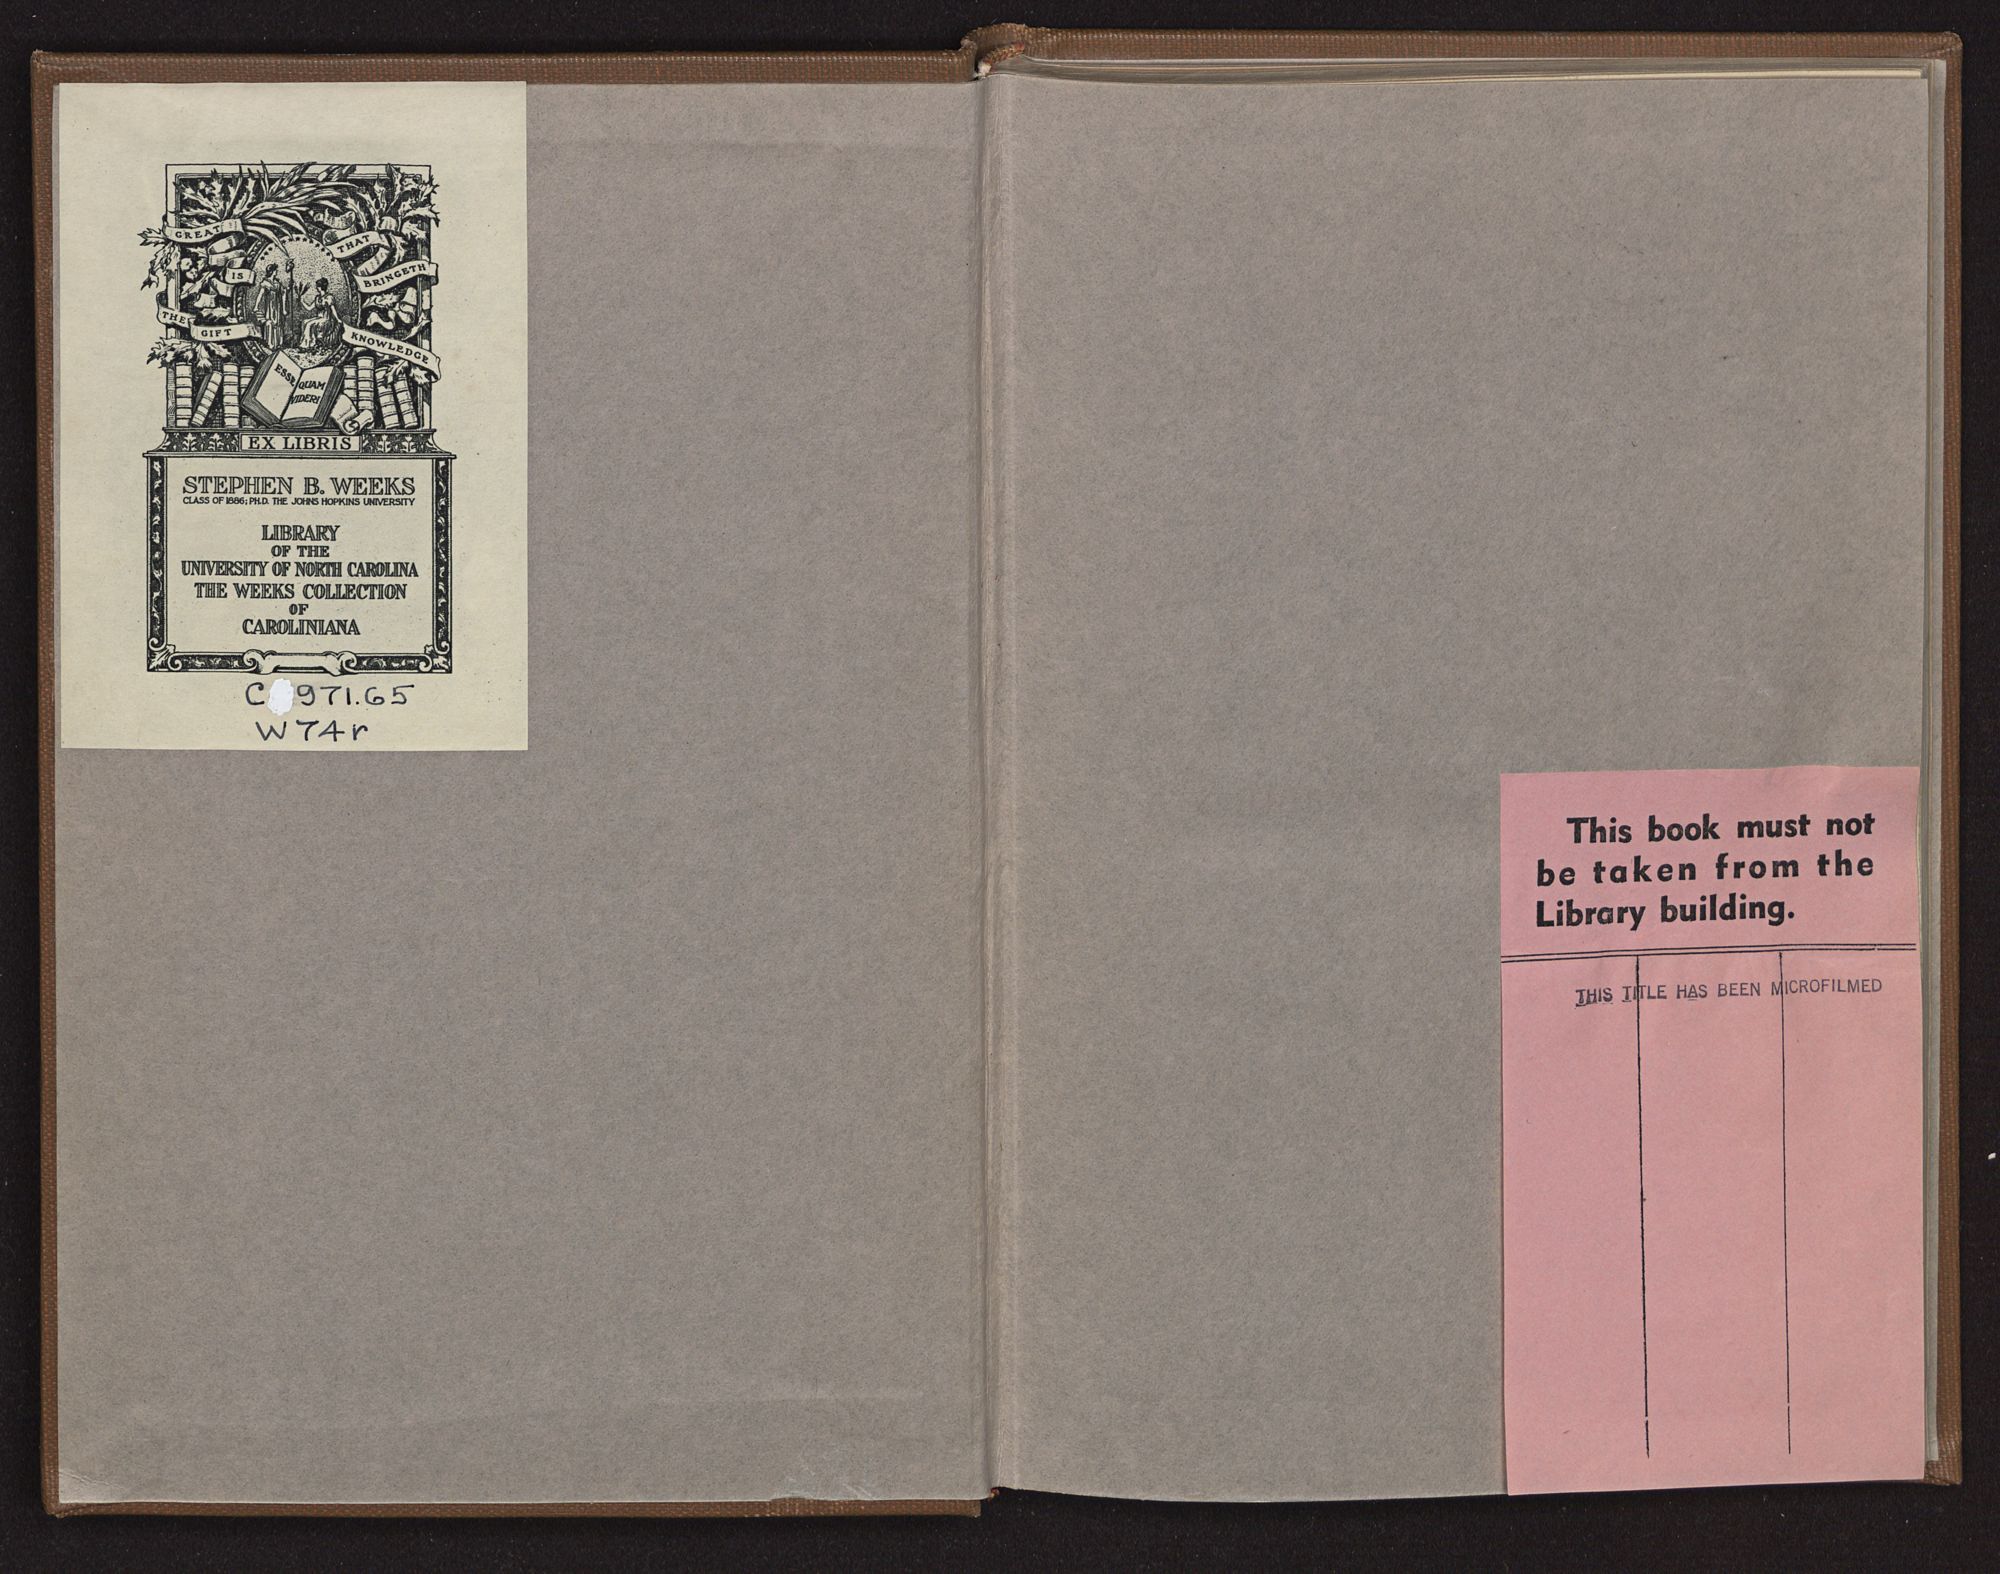 GREAT
IS
THE
GIFT
THAT
BRINGETH
KNOWLEDGE
ESSE
QUAM
VIDERI
EX LIBRIS
STEPHEN B. WEEKS
CLASS OF 1886; PH.D. THE JOHNS HOPKINS UNIVERSITY
LIBRARY
OF THE
UNIVERSITY OF NORTH CAROLINA
THE WEEKS COLLECTION
OF
CAROLINIANA
C 971.65
W74r
This book must not
be taken from the
Library building.
THIS TITLE HAS BEEN MICROFILMED